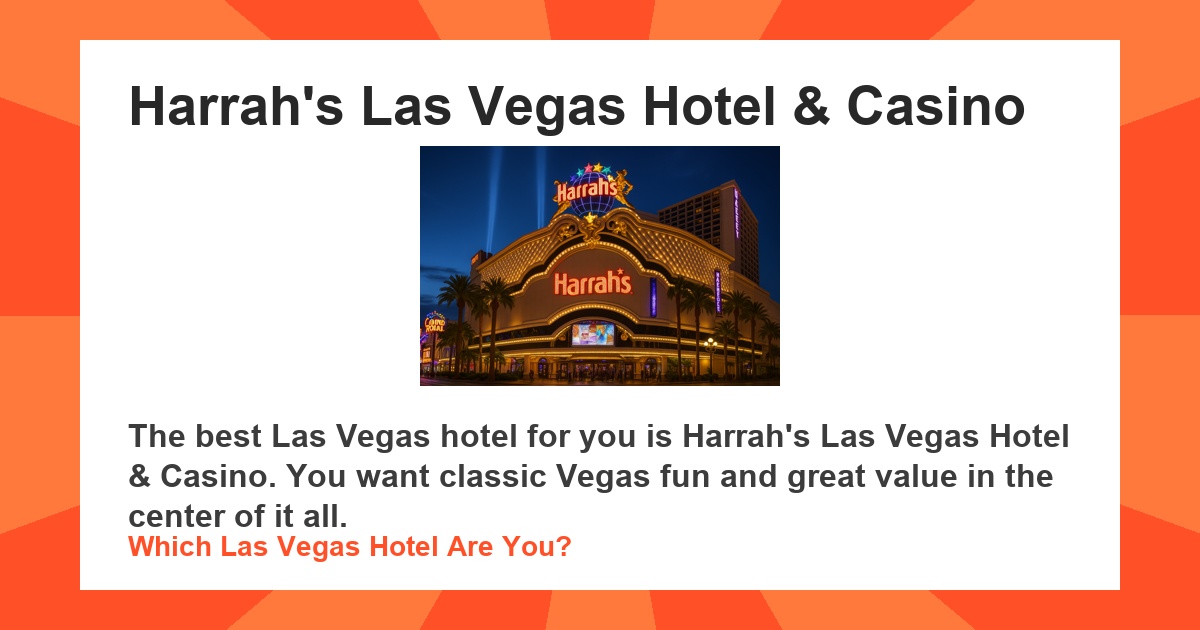 Harrah's Las Vegas Hotel & Casino
Harrah's
Harrah's
The best Las Vegas hotel for you is Harrah's Las Vegas Hotel
& Casino. You want classic Vegas fun and great value in the
center of it all.
Which Las Vegas Hotel Are You?